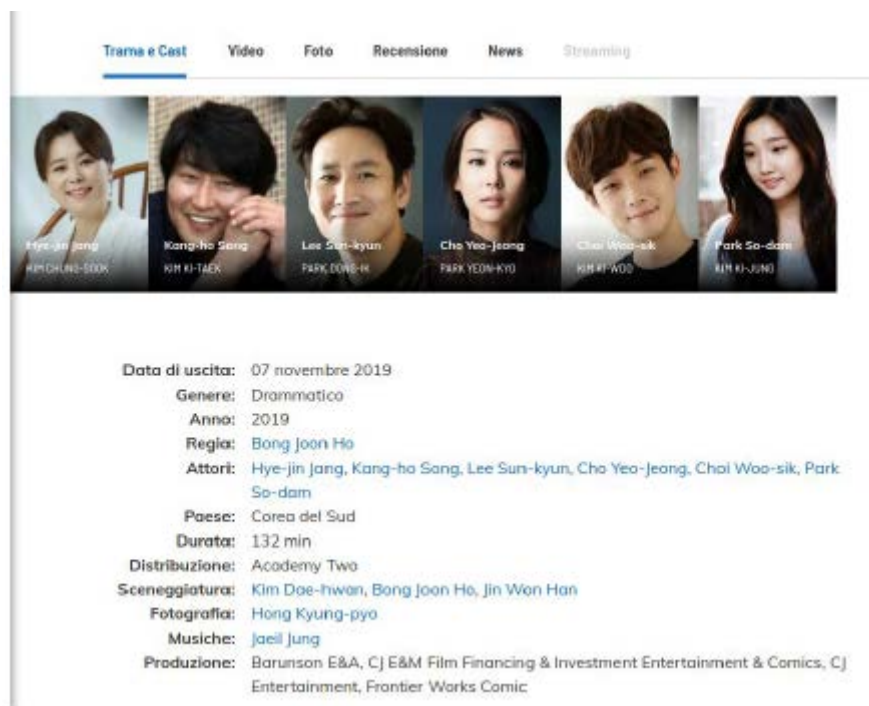 Trama e Cast Video Foto Recensione News Streaming
Hye-jin Jang Kang-ho Song Lee Sun-kyun Cho Yeo-Jeong Choi Woo-sik Park So-dam
KIM CHUNG-SOOK KIM KI-TAEK PARK DONG-IK PARK YEON-KYO KIM KI-WOO KIM KI-JUNG
Data di uscita: 07 novembre 2019
Genere: Drammatico
Anno: 2019
Regia: Bong Joon Ho
Attori: Hye-jin Jang, Kang-ho Song, Lee Sun-kyun, Cho Yeo-Jeong, Choi Woo-sik, Park
So-dam
Paese: Corea del Sud
Durata: 132 min
Distribuzione: Academy Two
Sceneggiatura: Kim Dae-hwan, Bong Joon Ho, Jin Won Han
Fotografia: Hong Kyung-pyo
Musiche: Jaeil Jung
Produzione: Barunson E&A, CJ E&M Film Financing & Investment Entertainment & Comics, CJ
Entertainment, Frontier Works Comic